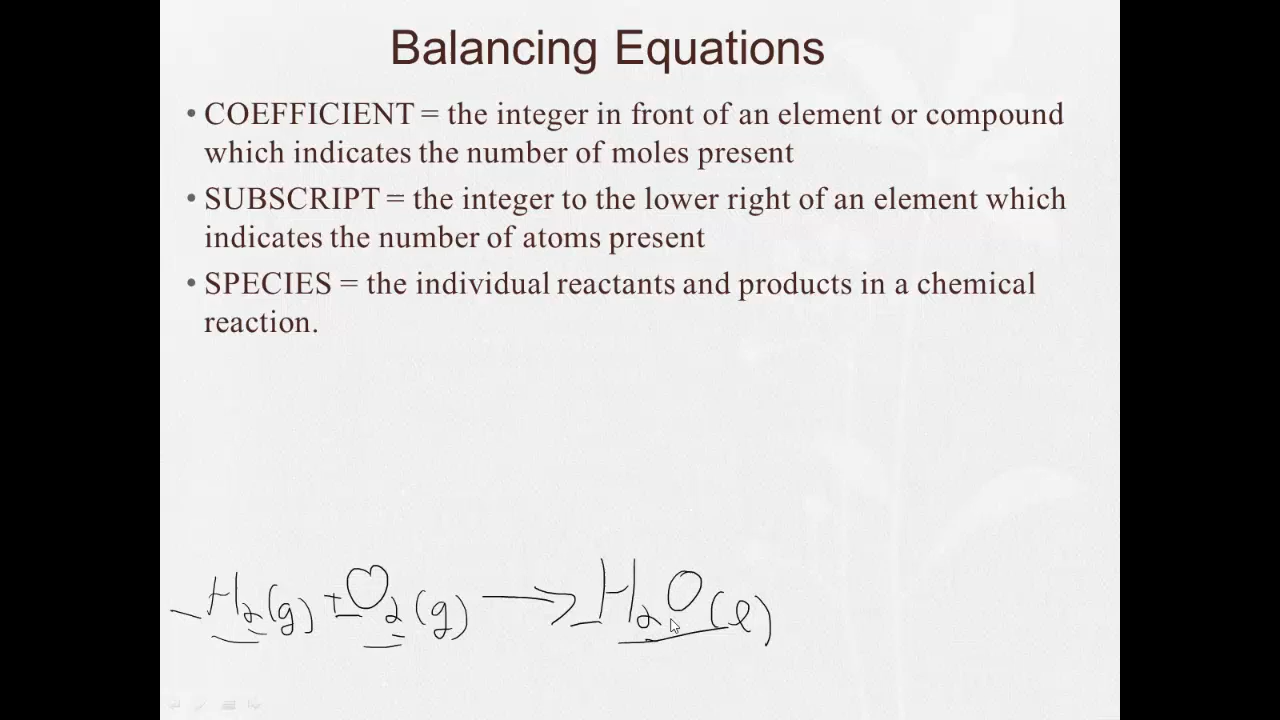 Balancing Equations
• COEFFICIENT = the integer in front of an element or compound
which indicates the number of moles present
• SUBSCRIPT = the integer to the lower right of an element which
indicates the number of atoms present
• SPECIES = the individual reactants and products in a chemical
reaction.
_H₂(g) + _O₂(g) → _H₂O(l)